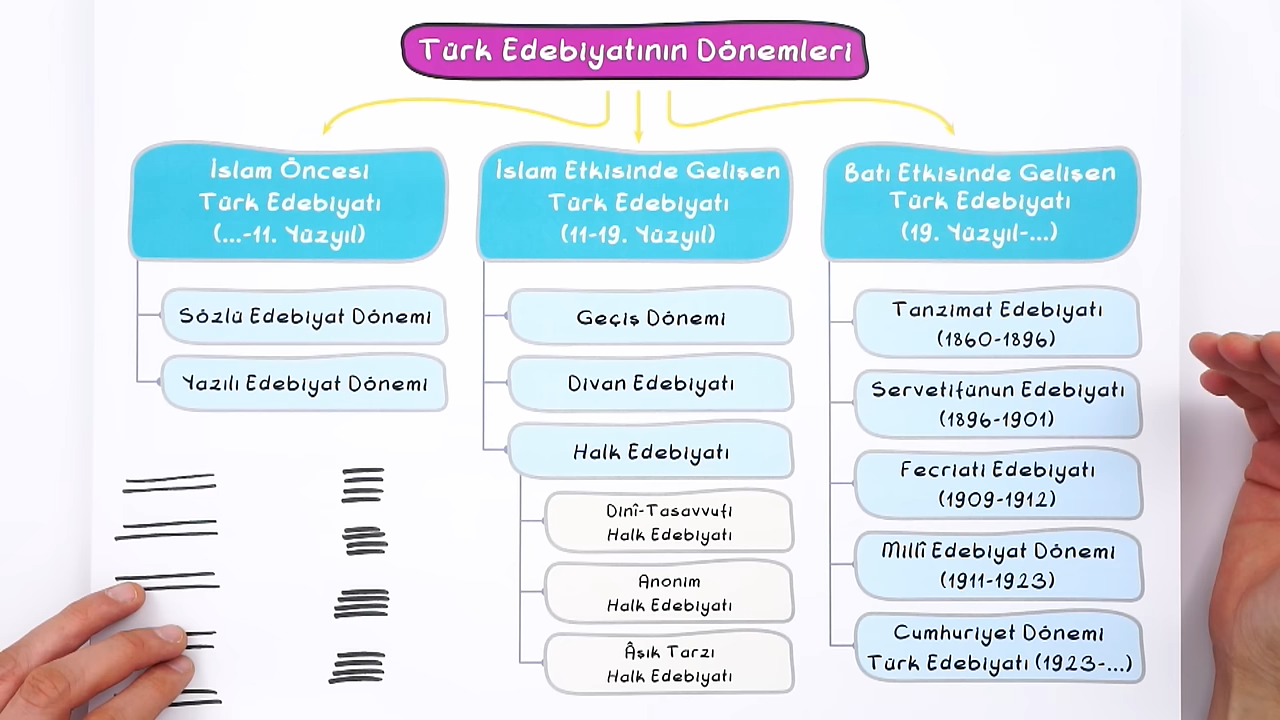 Türk Edebiyatının Dönemleri
İslam Öncesi
Türk Edebiyatı
(...-11. Yüzyıl)
Sözlü Edebiyat Dönemi
Yazılı Edebiyat Dönemi
İslam Etkisinde Gelişen
Türk Edebiyatı
(11-19. Yüzyıl)
Geçiş Dönemi
Divan Edebiyatı
Halk Edebiyatı
Dinî-Tasavvufi
Halk Edebiyatı
Anonim
Halk Edebiyatı
Âşık Tarzı
Halk Edebiyatı
Batı Etkisinde Gelişen
Türk Edebiyatı
(19. Yüzyıl-...)
Tanzimat Edebiyatı
(1860-1896)
Servetifünun Edebiyatı
(1896-1901)
Fecriati Edebiyatı
(1909-1912)
Millî Edebiyat Dönemi
(1911-1923)
Cumhuriyet Dönemi
Türk Edebiyatı (1923-...)